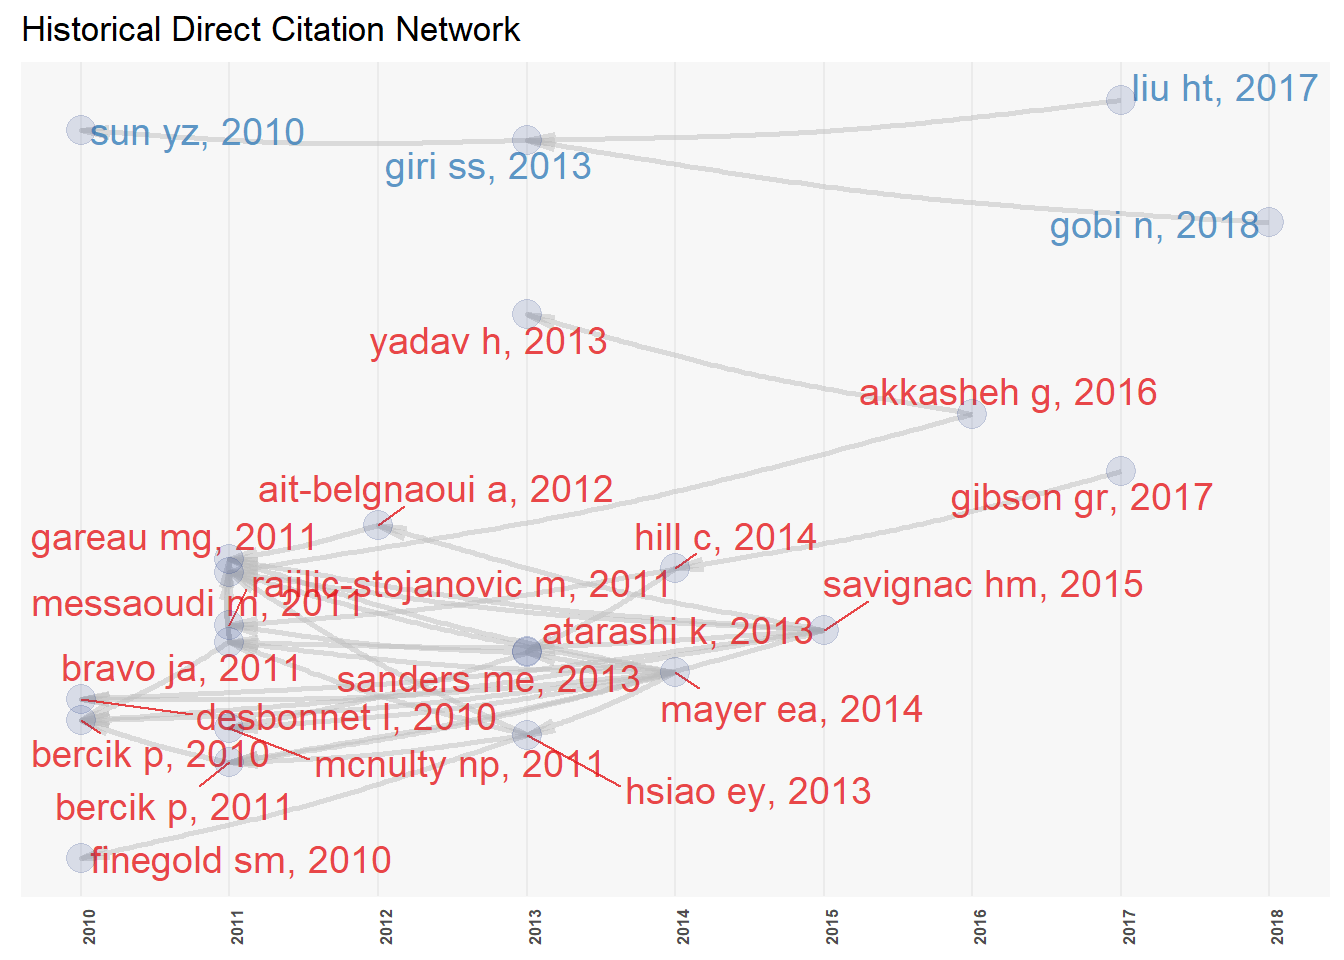 Historical Direct Citation Network
liu ht, 2017
sun yz, 2010
giri ss, 2013
gobi n, 2018
yadav h, 2013
akkasheh g, 2016
ait-belgnaoui a, 2012
gibson gr, 2017
gareau mg, 2011
hill c, 2014
rajilic-stojanovic m, 2011
savignac hm, 2015
messaoudi m, 2011
atarashi k, 2013
bravo ja, 2011
sanders me, 2013
mayer ea, 2014
desbonnet l, 2010
bercik p, 2010
mcnulty np, 2011
hsiao ey, 2013
bercik p, 2011
finegold sm, 2010
2010 2011 2012 2013 2014 2015 2016 2017 2018